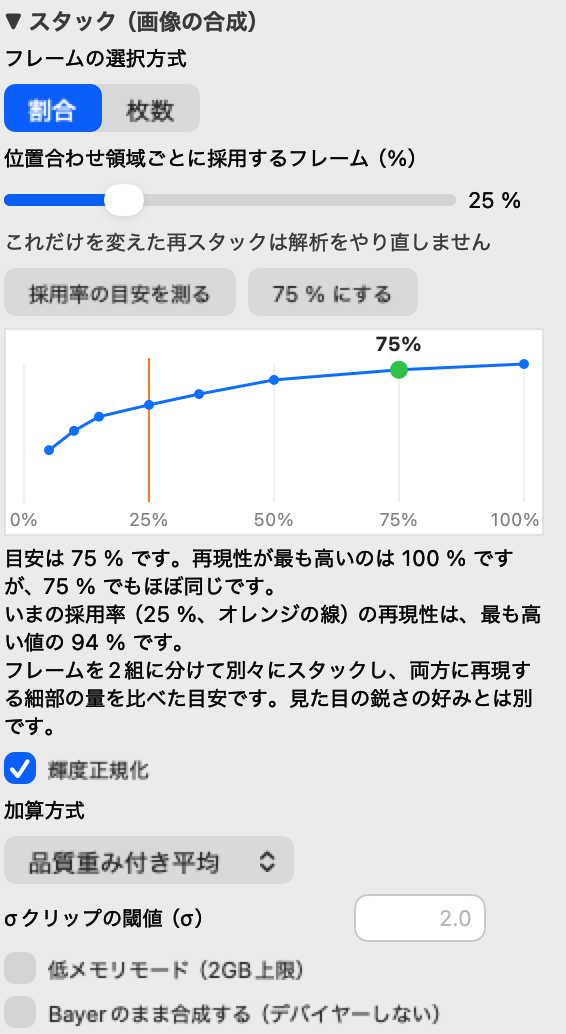 ▼ スタック（画像の合成）
フレームの選択方式
割合 枚数
位置合わせ領域ごとに採用するフレーム（%）
25 %
これだけを変えた再スタックは解析をやり直しません
採用率の目安を測る 75 % にする
75%
0% 25% 50% 75% 100%
目安は 75 % です。再現性が最も高いのは 100 % です
が、75 % でもほぼ同じです。
いまの採用率（25 %、オレンジの線）の再現性は、最も高
い値の 94 % です。
フレームを2組に分けて別々にスタックし、両方に再現す
る細部の量を比べた目安です。見た目の鋭さの好みとは別
です。
輝度正規化
加算方式
品質重み付き平均
σクリップの閾値（σ） 2.0
低メモリモード（2GB上限）
Bayerのまま合成する（デバイヤーしない）